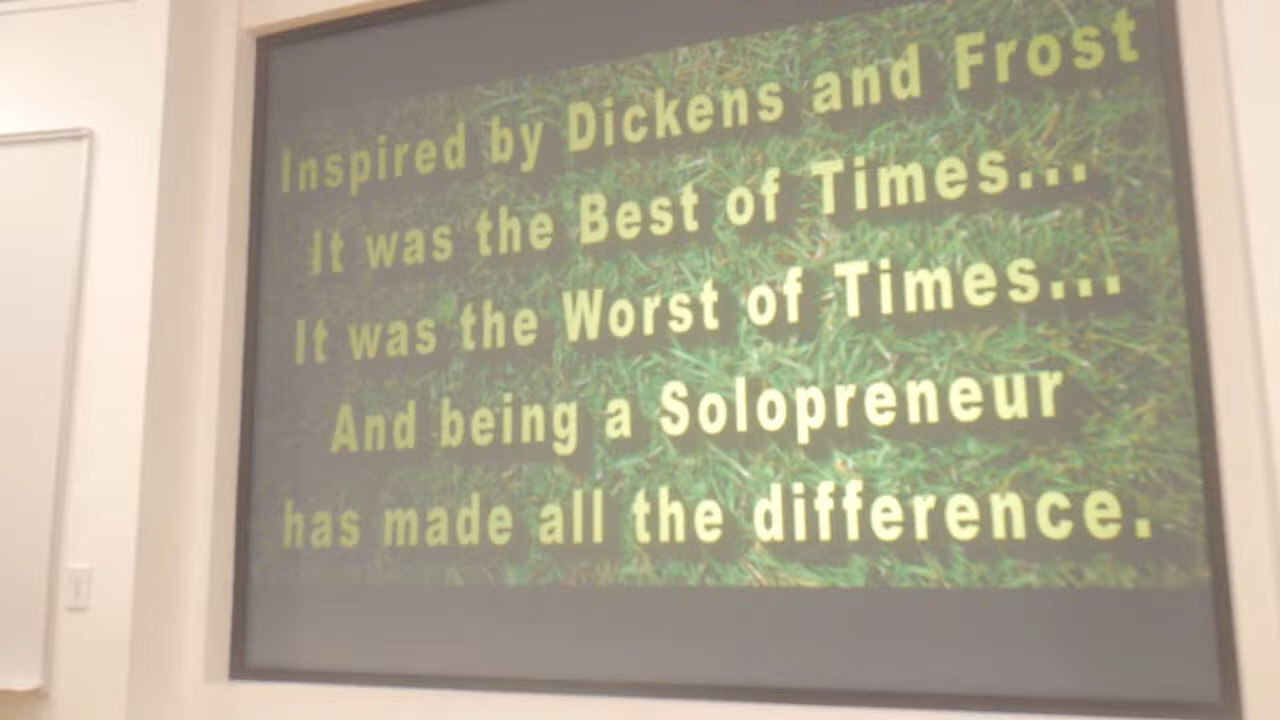 Inspired by Dickens and Frost
It was the Best of Times...
It was the Worst of Times...
And being a Solopreneur
has made all the difference.